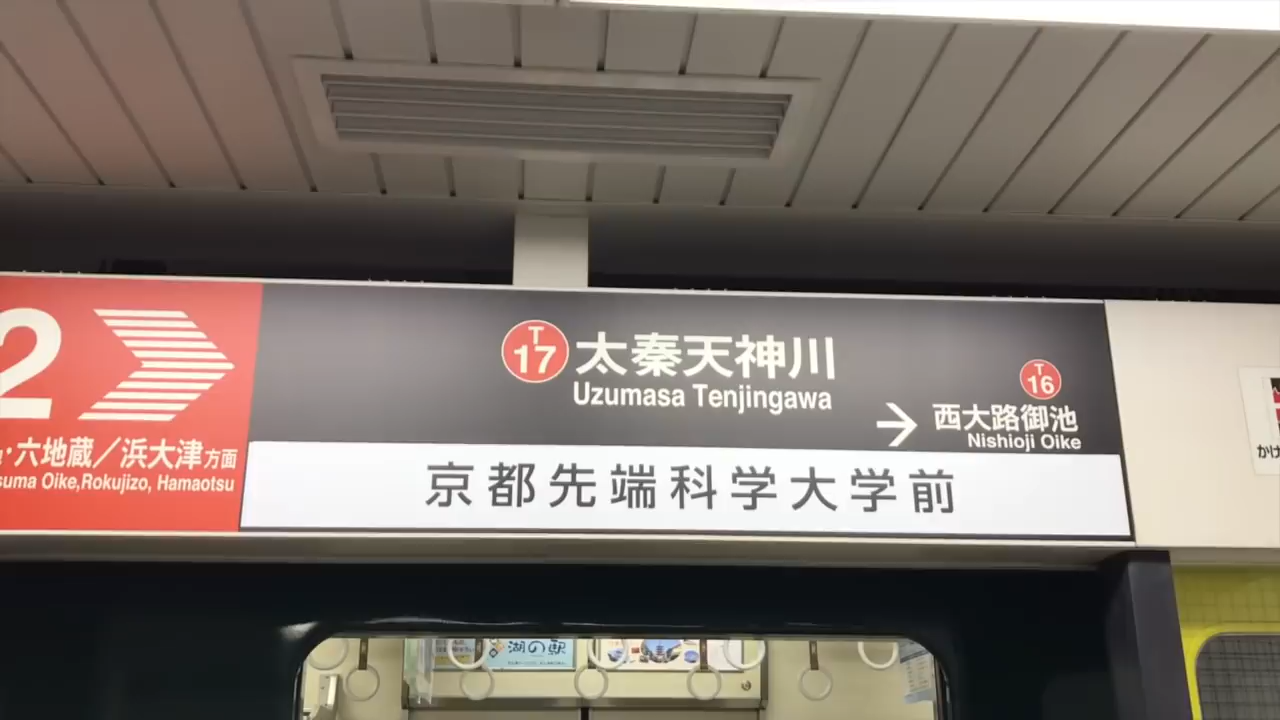 2
・六地蔵／浜大津方面
Oike,Rokujizo, Hamaotsu
T
17
太秦天神川
Uzumasa Tenjingawa
T
16
→ 西大路御池
Nishioji Oike
京都先端科学大学前
湖の駅